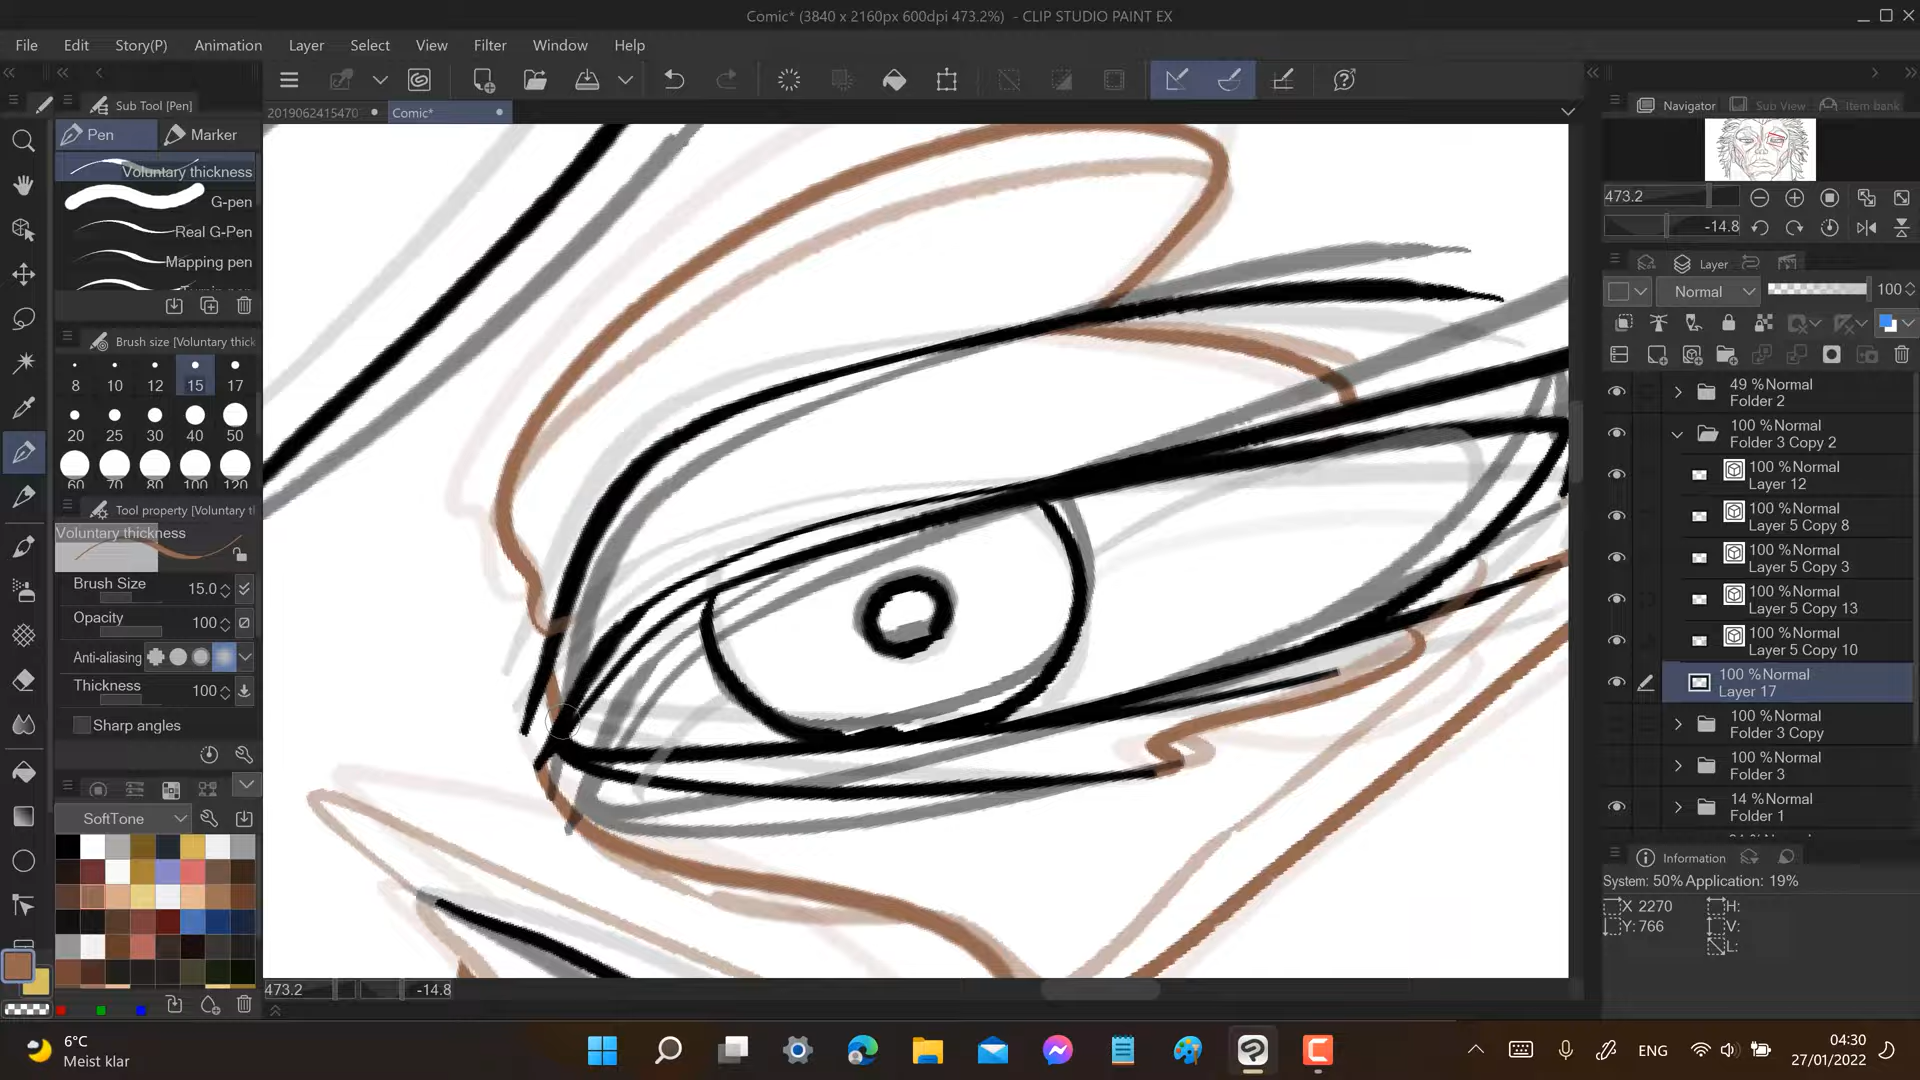 Comic* (3840 x 2160px 600dpi 473.2%) - CLIP STUDIO PAINT EX
File Edit Story(P) Animation Layer Select View Filter Window Help
Sub Tool [Pen]
2019062415470 Comic*
Pen Marker
Voluntary thickness
G-pen
Real G-Pen
Mapping pen
Brush size [Voluntary thick
8 10 12 15 17
20 25 30 40 50
60 70 80 100 120
Tool property [Voluntary t
Voluntary thickness
Brush Size 15.0
Opacity 100
Anti-aliasing
Thickness 100
Sharp angles
SoftTone
473.2 -14.8
Navigator Sub View Item bank
473.2
-14.8
Layer
Normal 100
49 %Normal
Folder 2
100 %Normal
Folder 3 Copy 2
100 %Normal
Layer 12
100 %Normal
Layer 5 Copy 8
100 %Normal
Layer 5 Copy 3
100 %Normal
Layer 5 Copy 13
100 %Normal
Layer 5 Copy 10
100 %Normal
Layer 17
100 %Normal
Folder 3 Copy
100 %Normal
Folder 3
14 %Normal
Folder 1
Information
System: 50% Application: 19%
X 2270 H:
Y: 766 V:
L:
6°C
Meist klar
ENG
04:30
27/01/2022